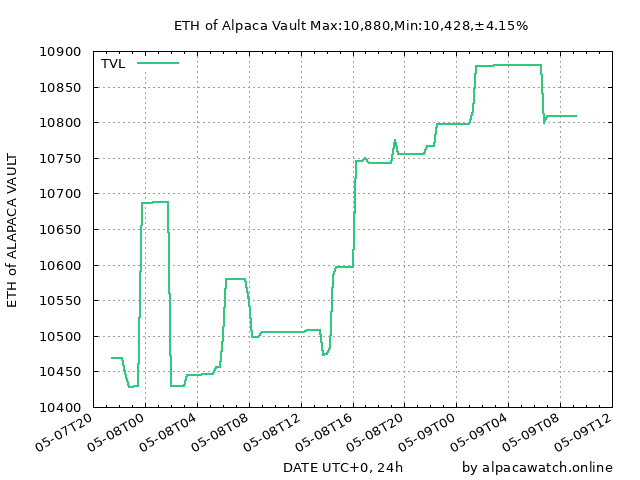 ETH of Alpaca Vault Max:10,880,Min:10,428,±4.15%
TVL
10900
10850
10800
10750
10700
10650
10600
10550
10500
10450
10400
ETH of ALAPACA VAULT
05-07T20
05-08T00
05-08T04
05-08T08
05-08T12
05-08T16
05-08T20
05-09T00
05-09T04
05-09T08
05-09T12
DATE UTC+0, 24h
by alpacawatch.online